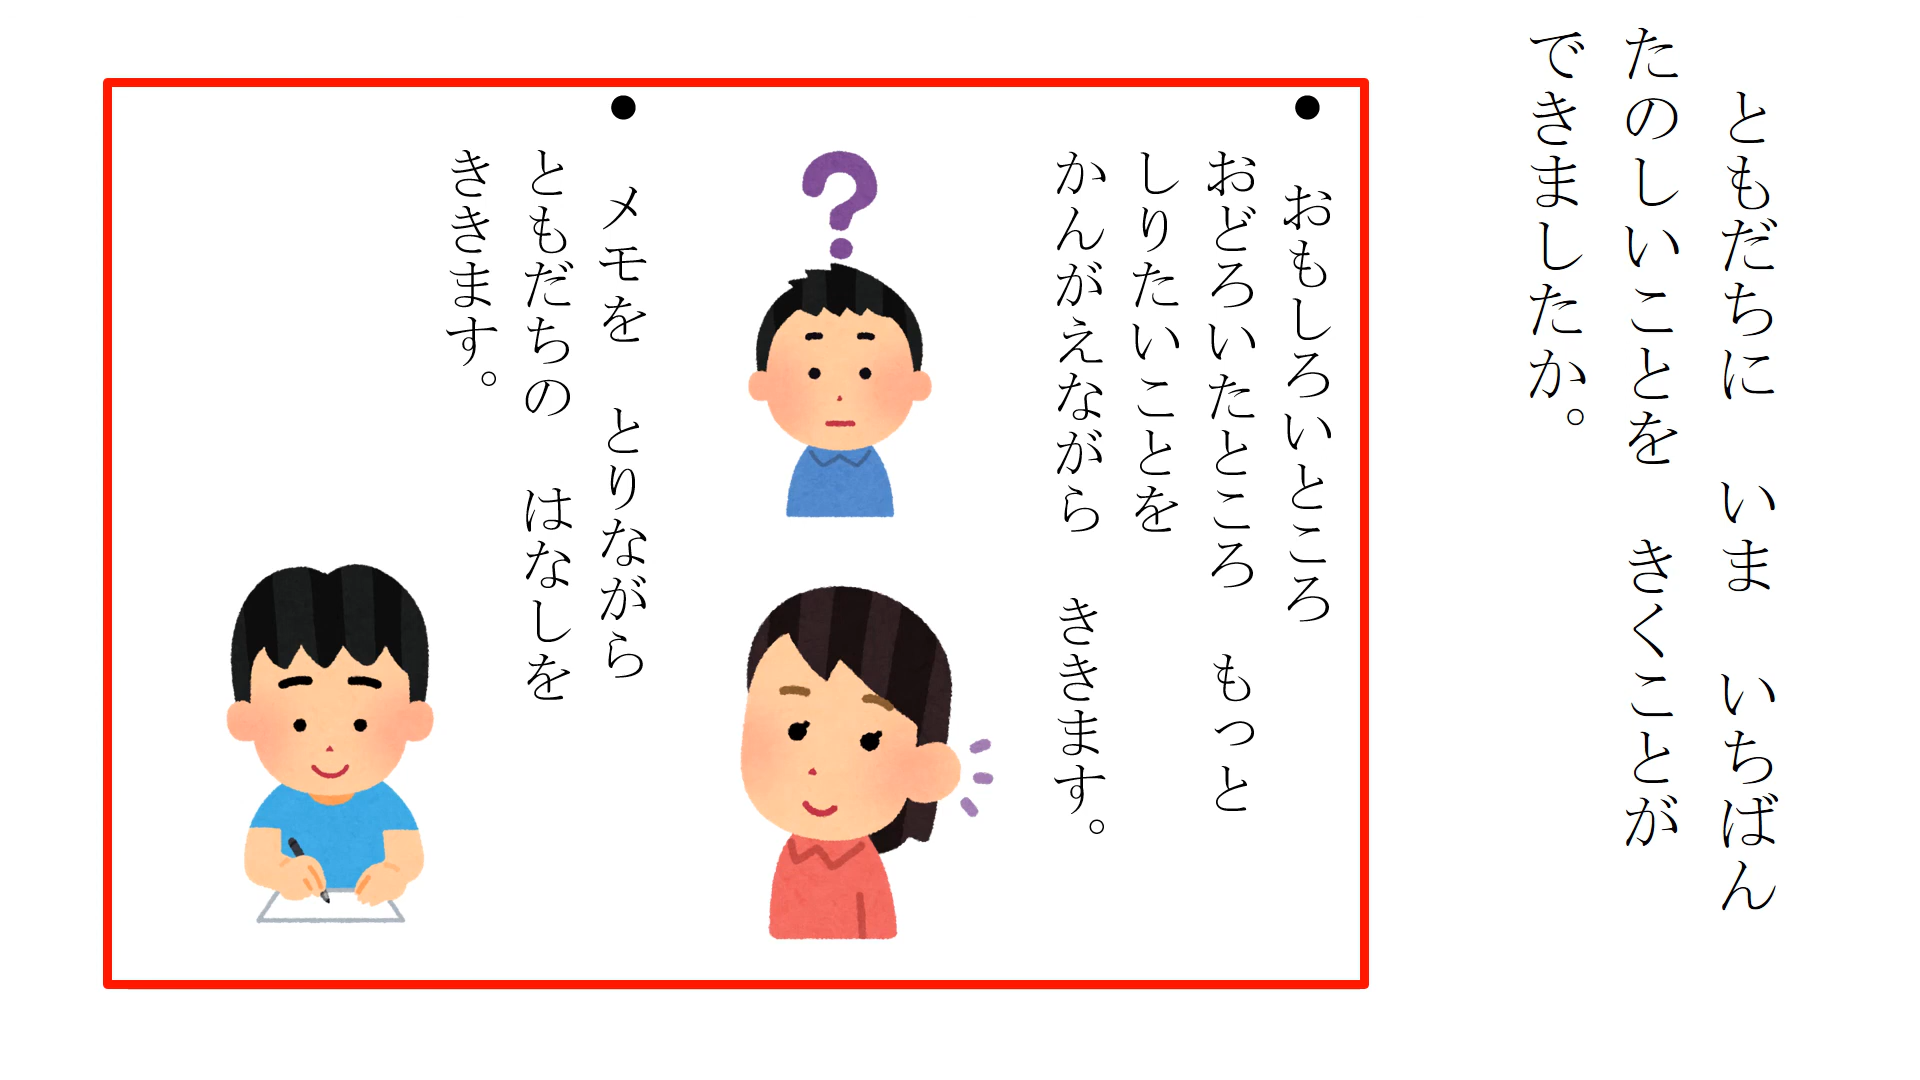 ともだちに　いま　いちばん
たのしいことを　きくことが
できましたか。
● おもしろいところ
おどろいたところ　もっと
しりたいことを
かんがえながら　ききます。
● メモを　とりながら
ともだちの　はなしを
ききます。
?